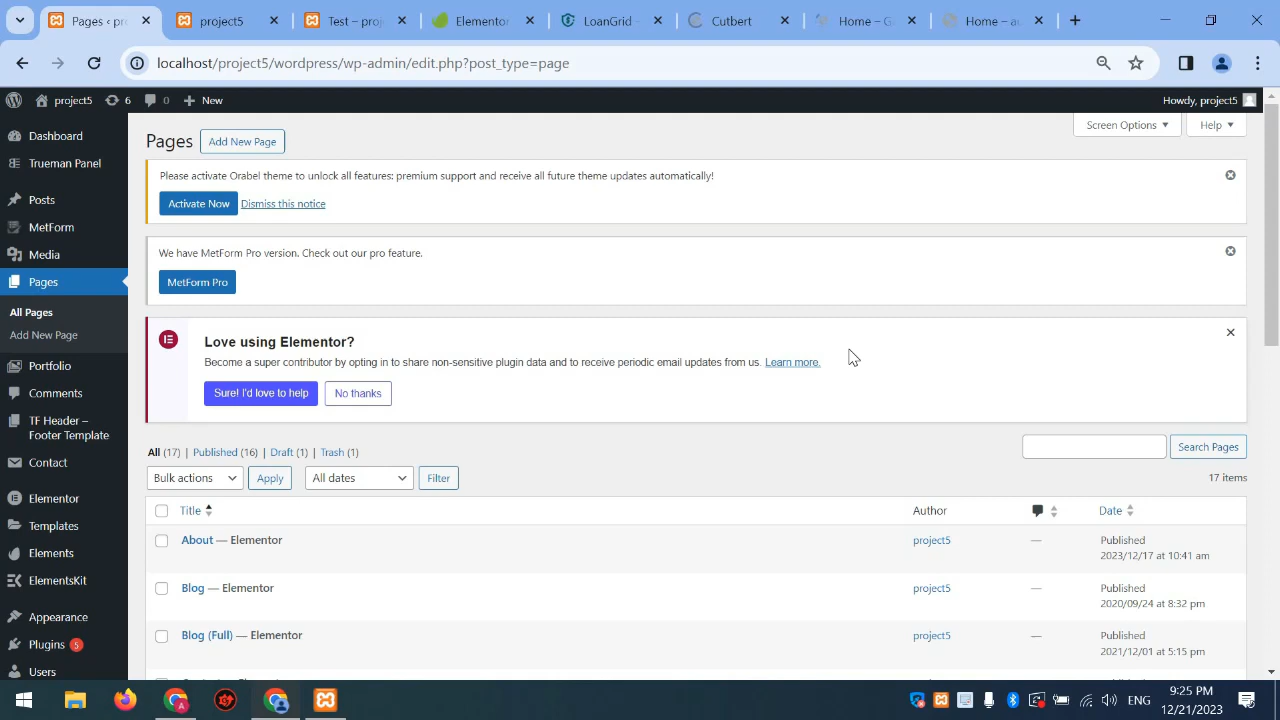 Pages ‹ pro
project5
Test – proj
Elementor
LoanGrid –
Cutbert
Home – G
Home – au
localhost/project5/wordpress/wp-admin/edit.php?post_type=page
project5
6
0
New
Howdy, project5
Dashboard
Trueman Panel
Posts
MetForm
Media
Pages
All Pages
Add New Page
Portfolio
Comments
TF Header –
Footer Template
Contact
Elementor
Templates
Elements
ElementsKit
Appearance
Plugins 5
Users
Screen Options
Help
Pages
Add New Page
Please activate Orabel theme to unlock all features: premium support and receive all future theme updates automatically!
Activate Now
Dismiss this notice
We have MetForm Pro version. Check out our pro feature.
MetForm Pro
Love using Elementor?
Become a super contributor by opting in to share non-sensitive plugin data and to receive periodic email updates from us. Learn more.
Sure! I'd love to help
No thanks
All (17) | Published (16) | Draft (1) | Trash (1)
Search Pages
Bulk actions
Apply
All dates
Filter
17 items
Title
Author
Date
About — Elementor
project5
—
Published
2023/12/17 at 10:41 am
Blog — Elementor
project5
—
Published
2020/09/24 at 8:32 pm
Blog (Full) — Elementor
project5
—
Published
2021/12/01 at 5:15 pm
ENG
9:25 PM
12/21/2023